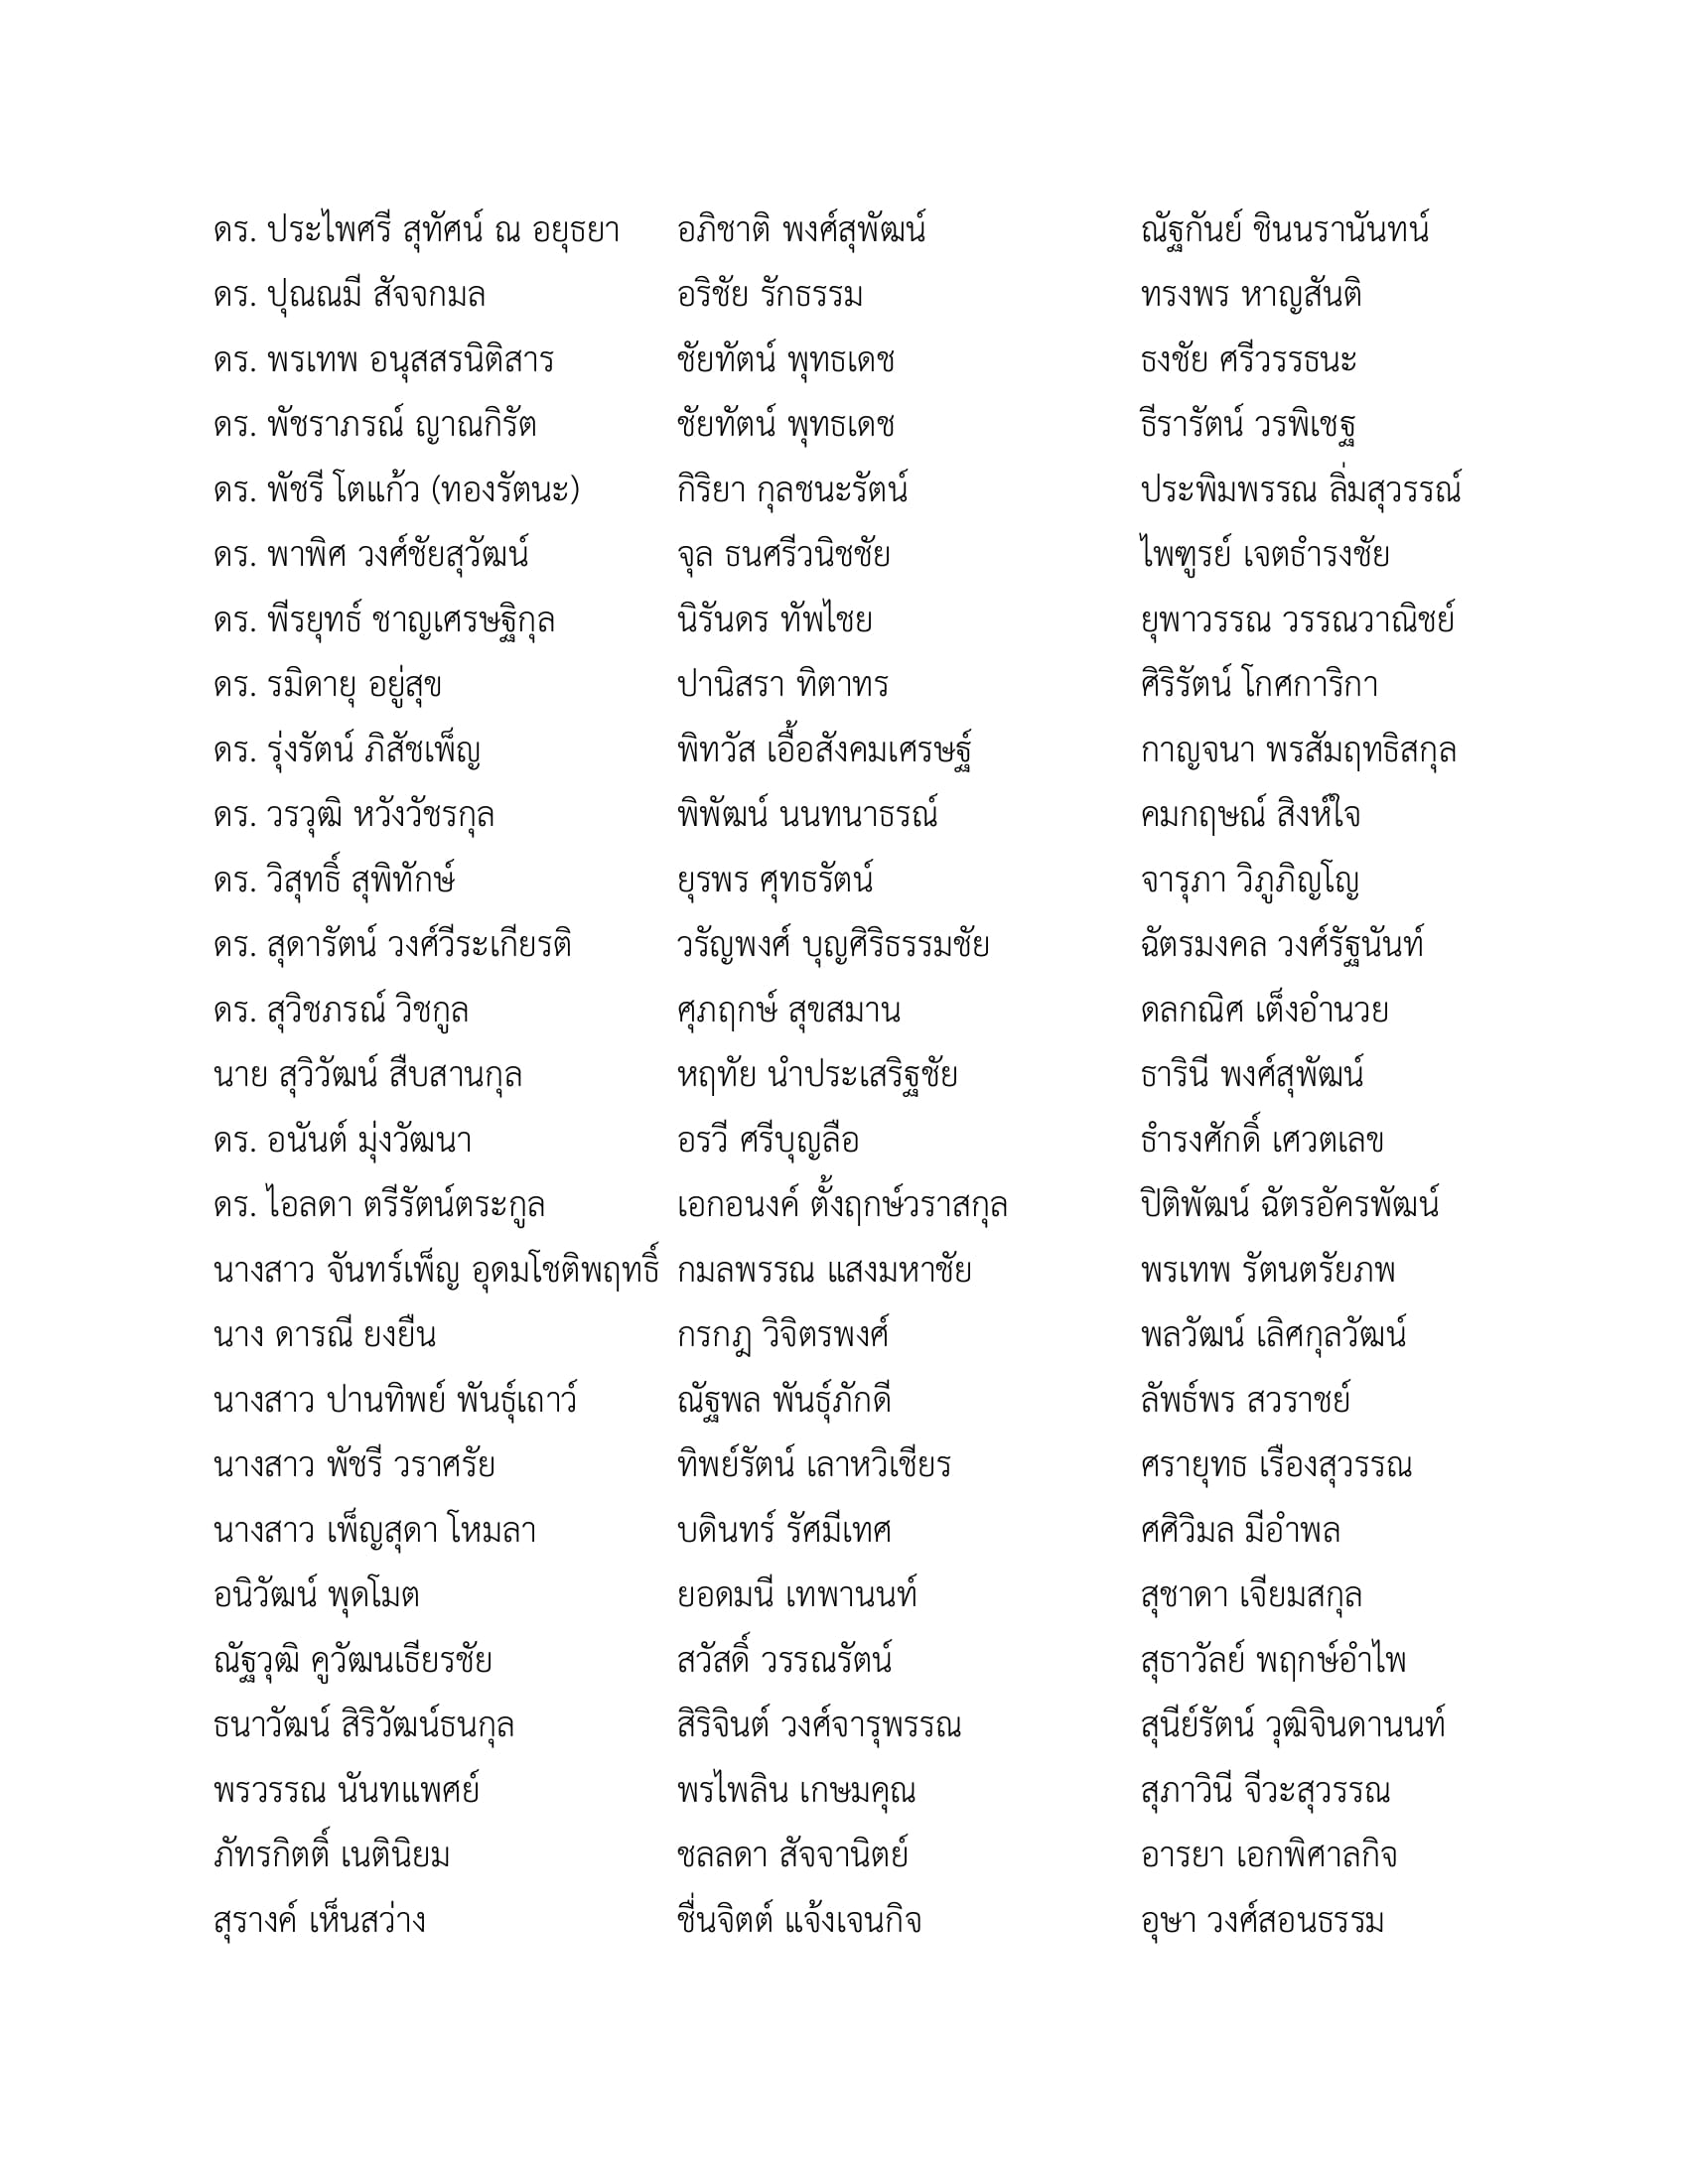 ดร. ประไพศรี สุทัศน์ ณ อยุธยา
ดร. ปุณณมี สัจจกมล
ดร. พรเทพ อนุสสรนิติสาร
ดร. พัชราภรณ์ ญาณภิรัต
ดร. พัชรี โตแก้ว (ทองรัตนะ)
ดร. พาพิศ วงศ์ชัยสุวัฒน์
ดร. พีรยุทธ์ ชาญเศรษฐิกุล
ดร. รมิดายุ อยู่สุข
ดร. รุ่งรัตน์ ภิสัชเพ็ญ
ดร. วรวุฒิ หวังวัชรกุล
ดร. วิสุทธิ์ สุพิทักษ์
ดร. สุดารัตน์ วงศ์วีระเกียรติ
ดร. สุวิชภรณ์ วิชกูล
นาย สุวิวัฒน์ สืบสานกุล
ดร. อนันต์ มุ่งวัฒนา
ดร. ไอลดา ตรีรัตน์ตระกูล
นางสาว จันทร์เพ็ญ อุดมโชติพฤทธิ์
นาง ดารณี ยงยืน
นางสาว ปานทิพย์ พันธุ์เถาว์
นางสาว พัชรี วราศรัย
นางสาว เพ็ญสุดา โหมลา
อนิวัฒน์ พุดโมต
ณัฐวุฒิ คูวัฒนเธียรชัย
ธนาวัฒน์ สิริวัฒน์ธนกุล
พรวรรณ นันทแพศย์
ภัทรกิตติ์ เนตินิยม
สุรางค์ เห็นสว่าง
อภิชาติ พงศ์สุพัฒน์
อริชัย รักธรรม
ชัยทัตน์ พุทธเดช
ชัยทัตน์ พุทธเดช
กิริยา กุลชนะรัตน์
จุล ธนศรีวนิชชัย
นิรันดร ทัพไชย
ปานิสรา ทิตาทร
พิทวัส เอื้อสังคมเศรษฐ์
พิพัฒน์ นนทนาธรณ์
ยุรพร ศุทธรัตน์
วรัญพงศ์ บุญศิริธรรมชัย
ศุภฤกษ์ สุขสมาน
หฤทัย นำประเสริฐชัย
อรวี ศรีบุญลือ
เอกอนงค์ ตั้งฤกษ์วราสกุล
กมลพรรณ แสงมหาชัย
กรกฎ วิจิตรพงศ์
ณัฐพล พันธุ์ภักดี
ทิพย์รัตน์ เลาหวิเชียร
บดินทร์ รัศมีเทศ
ยอดมนี เทพานนท์
สวัสดิ์ วรรณรัตน์
สิริจินต์ วงศ์จารุพรรณ
พรไพลิน เกษมคุณ
ชลลดา สัจจานิตย์
ชื่นจิตต์ แจ้งเจนกิจ
ณัฐกันย์ ชินนรานันทน์
ทรงพร หาญสันติ
ธงชัย ศรีวรรธนะ
ธีรารัตน์ วรพิเชฐ
ประพิมพรรณ ลิ่มสุวรรณ์
ไพฑูรย์ เจตธำรงชัย
ยุพาวรรณ วรรณวาณิชย์
ศิริรัตน์ โกศการิกา
กาญจนา พรสัมฤทธิสกุล
คมกฤษณ์ สิงห์ใจ
จารุภา วิภูภิญโญ
ฉัตรมงคล วงศ์รัฐนันท์
ดลกณิศ เต็งอำนวย
ธารินี พงศ์สุพัฒน์
ธำรงศักดิ์ เศวตเลข
ปิติพัฒน์ ฉัตรอัครพัฒน์
พรเทพ รัตนตรัยภพ
พลวัฒน์ เลิศกุลวัฒน์
ลัพธ์พร สวราชย์
ศรายุทธ เรืองสุวรรณ
ศศิวิมล มีอำพล
สุชาดา เจียมสกุล
สุธาวัลย์ พฤกษ์อำไพ
สุนีย์รัตน์ วุฒิจินดานนท์
สุภาวินี จีวะสุวรรณ
อารยา เอกพิศาลกิจ
อุษา วงศ์สอนธรรม